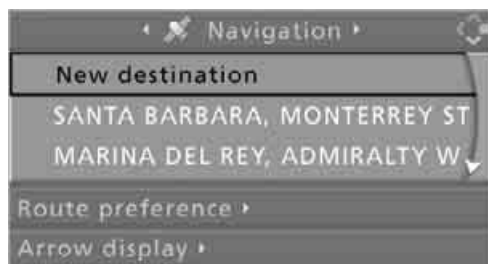 Navigation
New destination
SANTA BARBARA, MONTERREY ST
MARINA DEL REY, ADMIRALTY W
Route preference
Arrow display